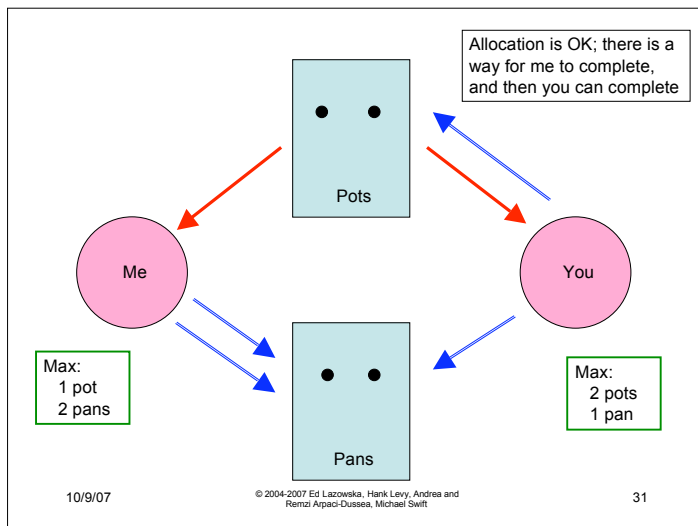 Allocation is OK; there is a
way for me to complete,
and then you can complete
Pots
Me
You
Max:
1 pot
2 pans
Pans
Max:
2 pots
1 pan
10/9/07
© 2004-2007 Ed Lazowska, Hank Levy, Andrea and
Remzi Arpaci-Dussea, Michael Swift
31